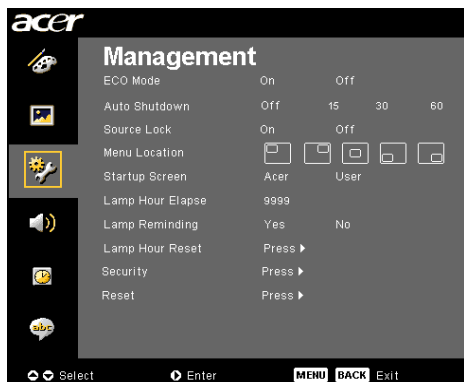 acer
Management
ECO Mode On Off
Auto Shutdown Off 15 30 60
Source Lock On Off
Menu Location
Startup Screen Acer User
Lamp Hour Elapse 9999
Lamp Reminding Yes No
Lamp Hour Reset Press
Security Press
Reset Press
abc
Select Enter MENU BACK Exit